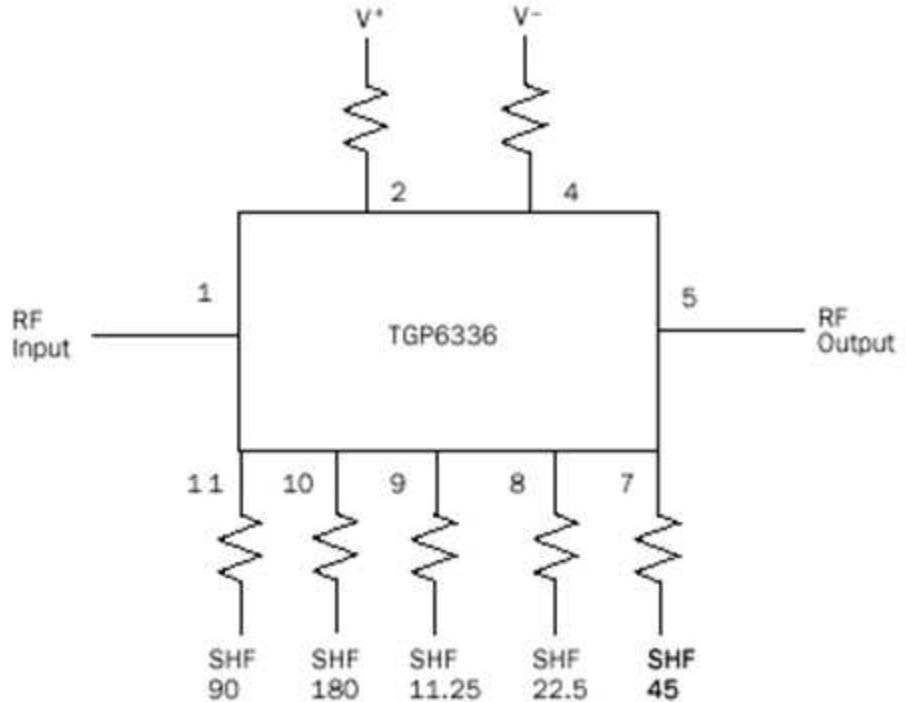 V+
V-
2
4
1
5
RF
Input
TGP6336
RF
Output
11
10
9
8
7
SHF
90
SHF
180
SHF
11.25
SHF
22.5
SHF
45